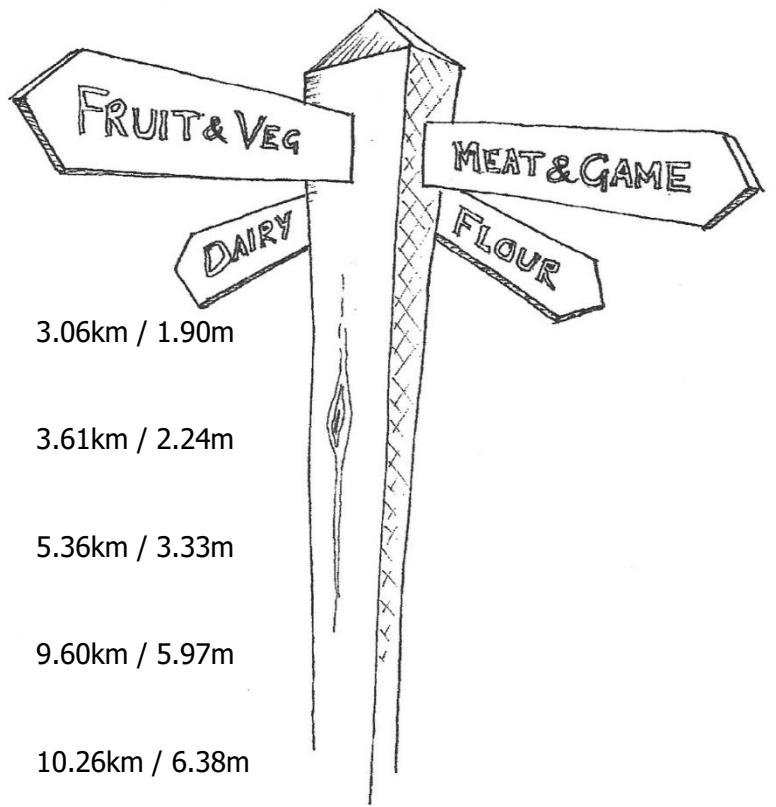 FRUIT & VEG
MEAT & GAME
DAIRY
FLOUR
3.06km / 1.90m
3.61km / 2.24m
5.36km / 3.33m
9.60km / 5.97m
10.26km / 6.38m